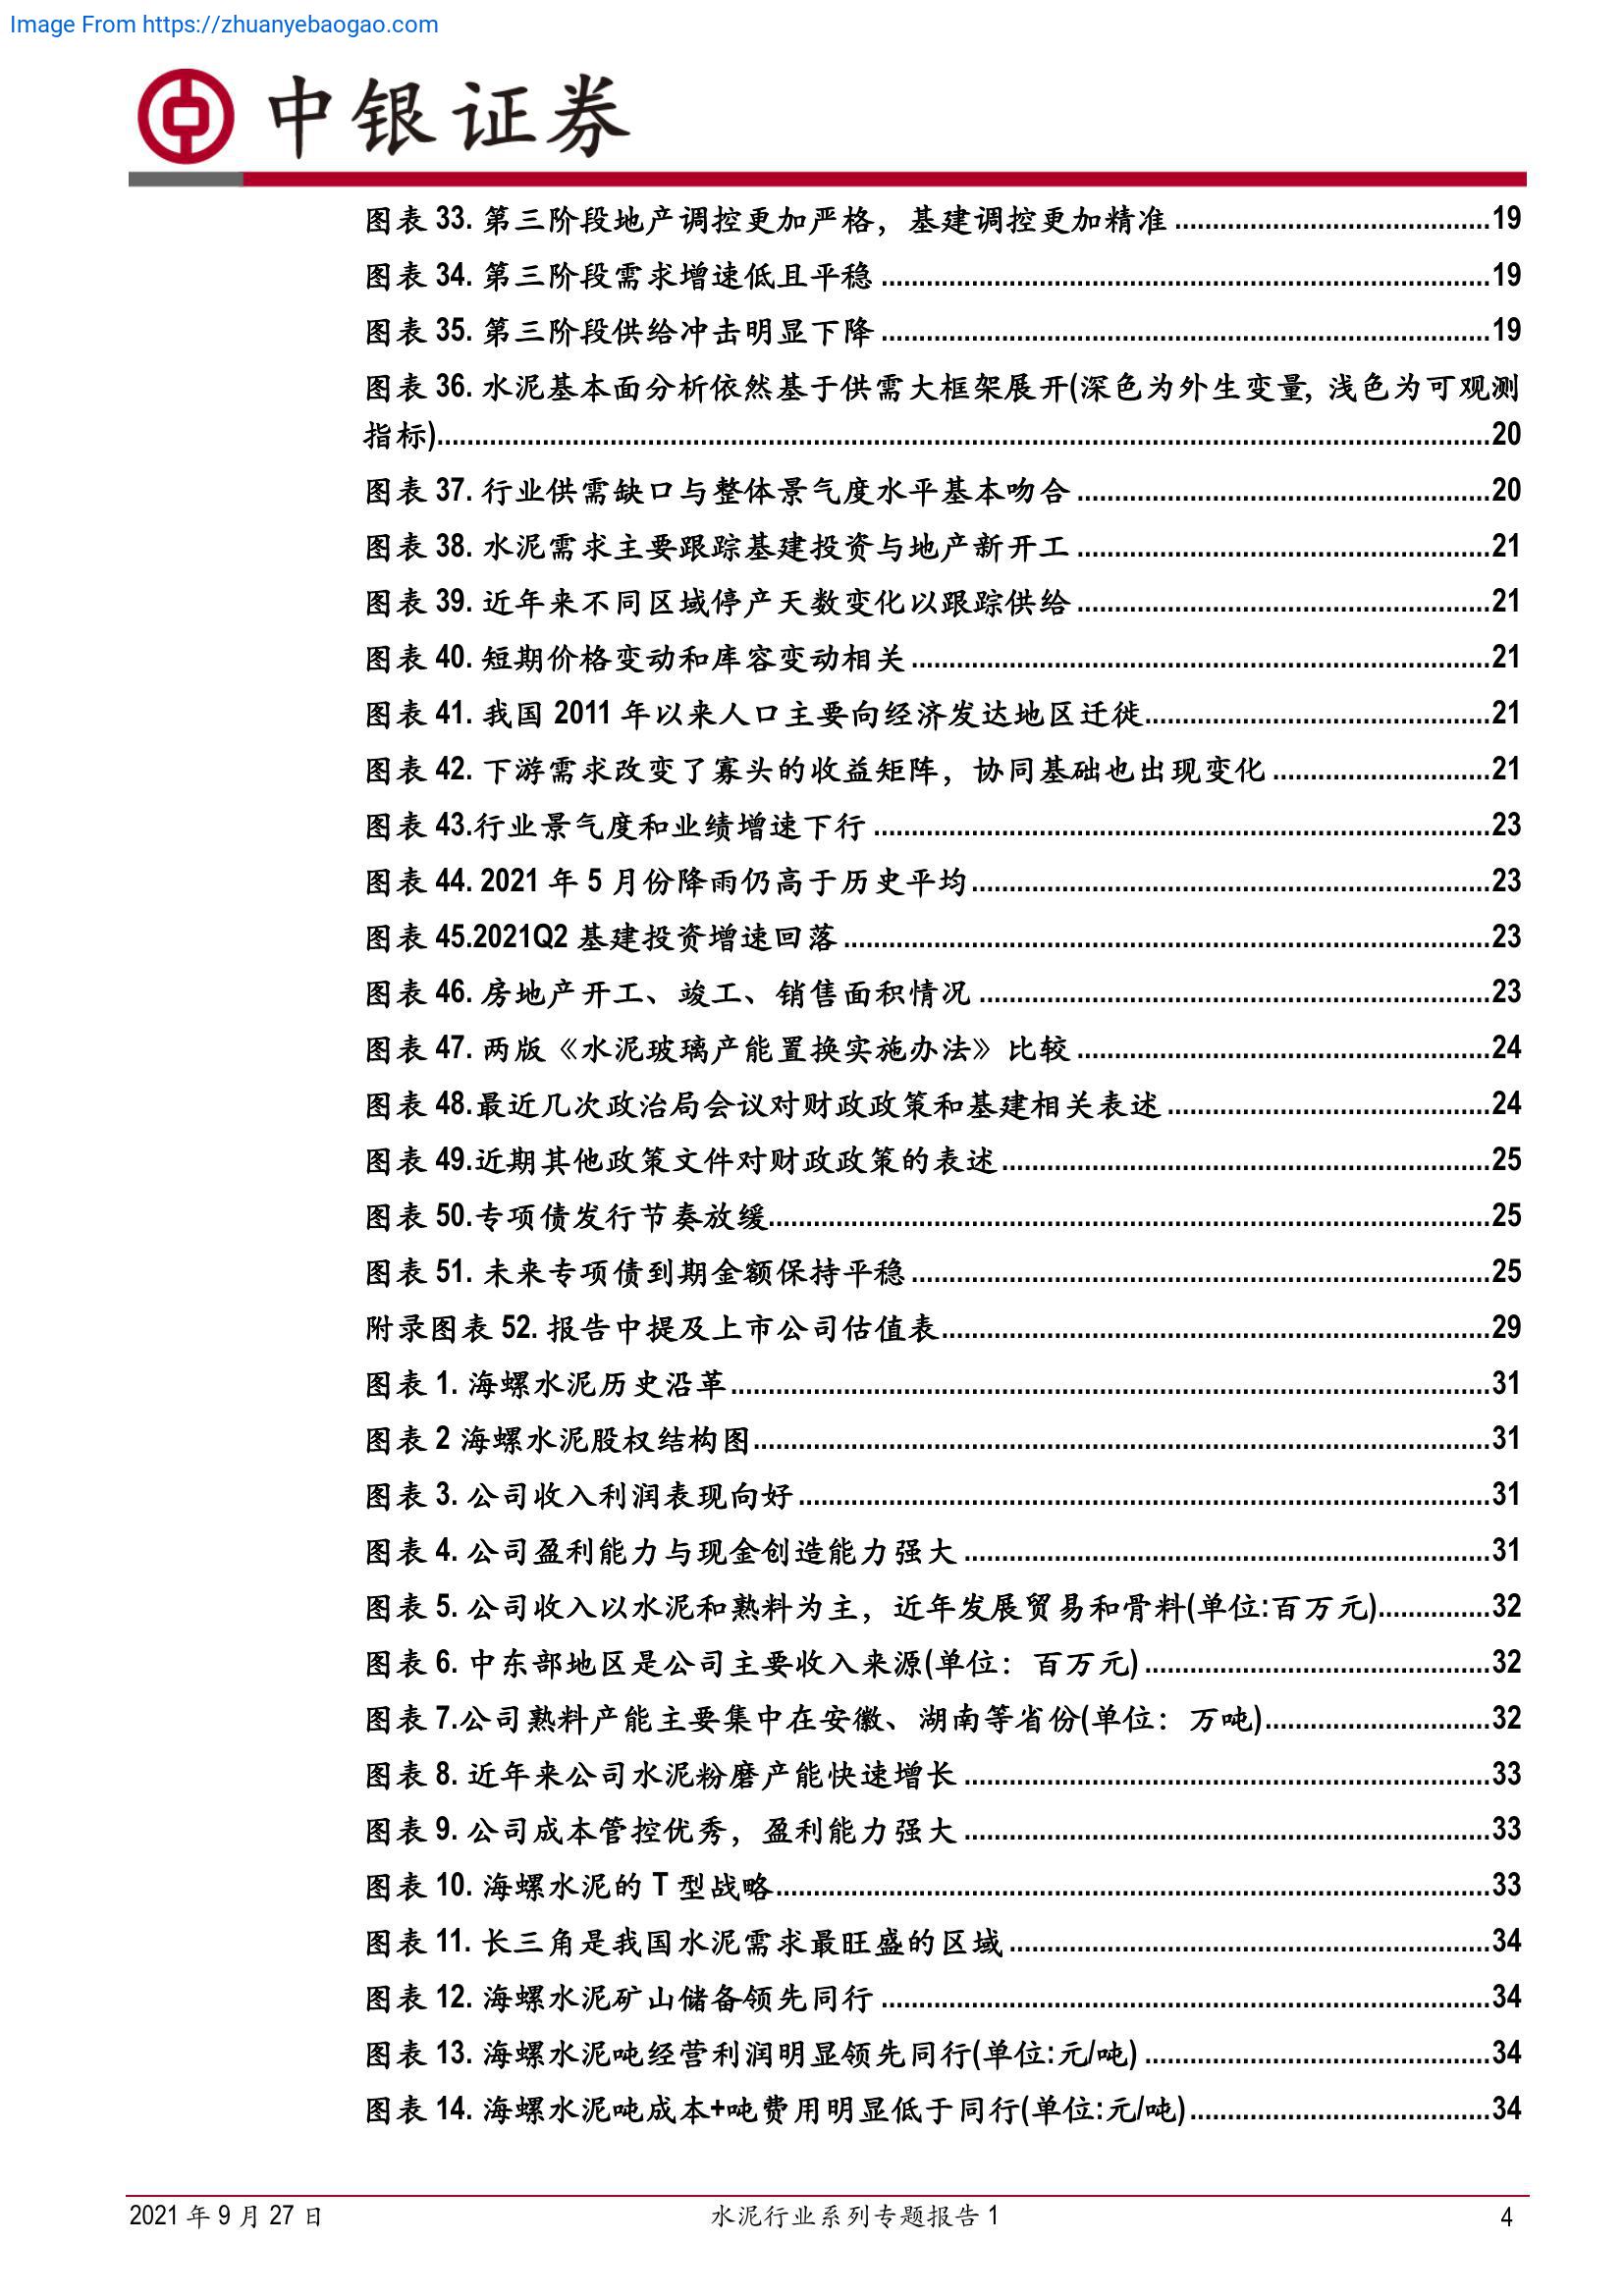 Image From https://zhuanyebaogao.com
中银证券
图表 33. 第三阶段地产调控更加严格，基建调控更加精准 ..........................................19
图表 34. 第三阶段需求增速低且平稳 ..........................................19
图表 35. 第三阶段供给冲击明显下降 ..........................................19
图表 36. 水泥基本面分析依然基于供需大框架展开(深色为外生变量, 浅色为可观测
指标)..........................................20
图表 37. 行业供需缺口与整体景气度水平基本吻合 ..........................................20
图表 38. 水泥需求主要跟踪基建投资与地产新开工 ..........................................21
图表 39. 近年来不同区域停产天数变化以跟踪供给 ..........................................21
图表 40. 短期价格变动和库容变动相关 ..........................................21
图表 41. 我国 2011 年以来人口主要向经济发达地区迁徙..........................................21
图表 42. 下游需求改变了寡头的收益矩阵，协同基础也出现变化 ..........................................21
图表 43.行业景气度和业绩增速下行 ..........................................23
图表 44. 2021 年 5 月份降雨仍高于历史平均..........................................23
图表 45.2021Q2 基建投资增速回落 ..........................................23
图表 46. 房地产开工、竣工、销售面积情况 ..........................................23
图表 47. 两版《水泥玻璃产能置换实施办法》比较 ..........................................24
图表 48.最近几次政治局会议对财政政策和基建相关表述 ..........................................24
图表 49.近期其他政策文件对财政政策的表述..........................................25
图表 50.专项债发行节奏放缓..........................................25
图表 51. 未来专项债到期金额保持平稳 ..........................................25
附录图表 52. 报告中提及上市公司估值表..........................................29
图表 1. 海螺水泥历史沿革..........................................31
图表 2 海螺水泥股权结构图..........................................31
图表 3. 公司收入利润表现向好 ..........................................31
图表 4. 公司盈利能力与现金创造能力强大 ..........................................31
图表 5. 公司收入以水泥和熟料为主，近年发展贸易和骨料(单位:百万元)...............32
图表 6. 中东部地区是公司主要收入来源(单位：百万元) ..........................................32
图表 7.公司熟料产能主要集中在安徽、湖南等省份(单位：万吨)..............................32
图表 8. 近年来公司水泥粉磨产能快速增长 ..........................................33
图表 9. 公司成本管控优秀，盈利能力强大 ..........................................33
图表 10. 海螺水泥的 T 型战略..........................................33
图表 11. 长三角是我国水泥需求最旺盛的区域 ..........................................34
图表 12. 海螺水泥矿山储备领先同行 ..........................................34
图表 13. 海螺水泥吨经营利润明显领先同行(单位:元/吨) ..........................................34
图表 14. 海螺水泥吨成本+吨费用明显低于同行(单位:元/吨)..........................................34
2021 年 9 月 27 日
水泥行业系列专题报告 1
4